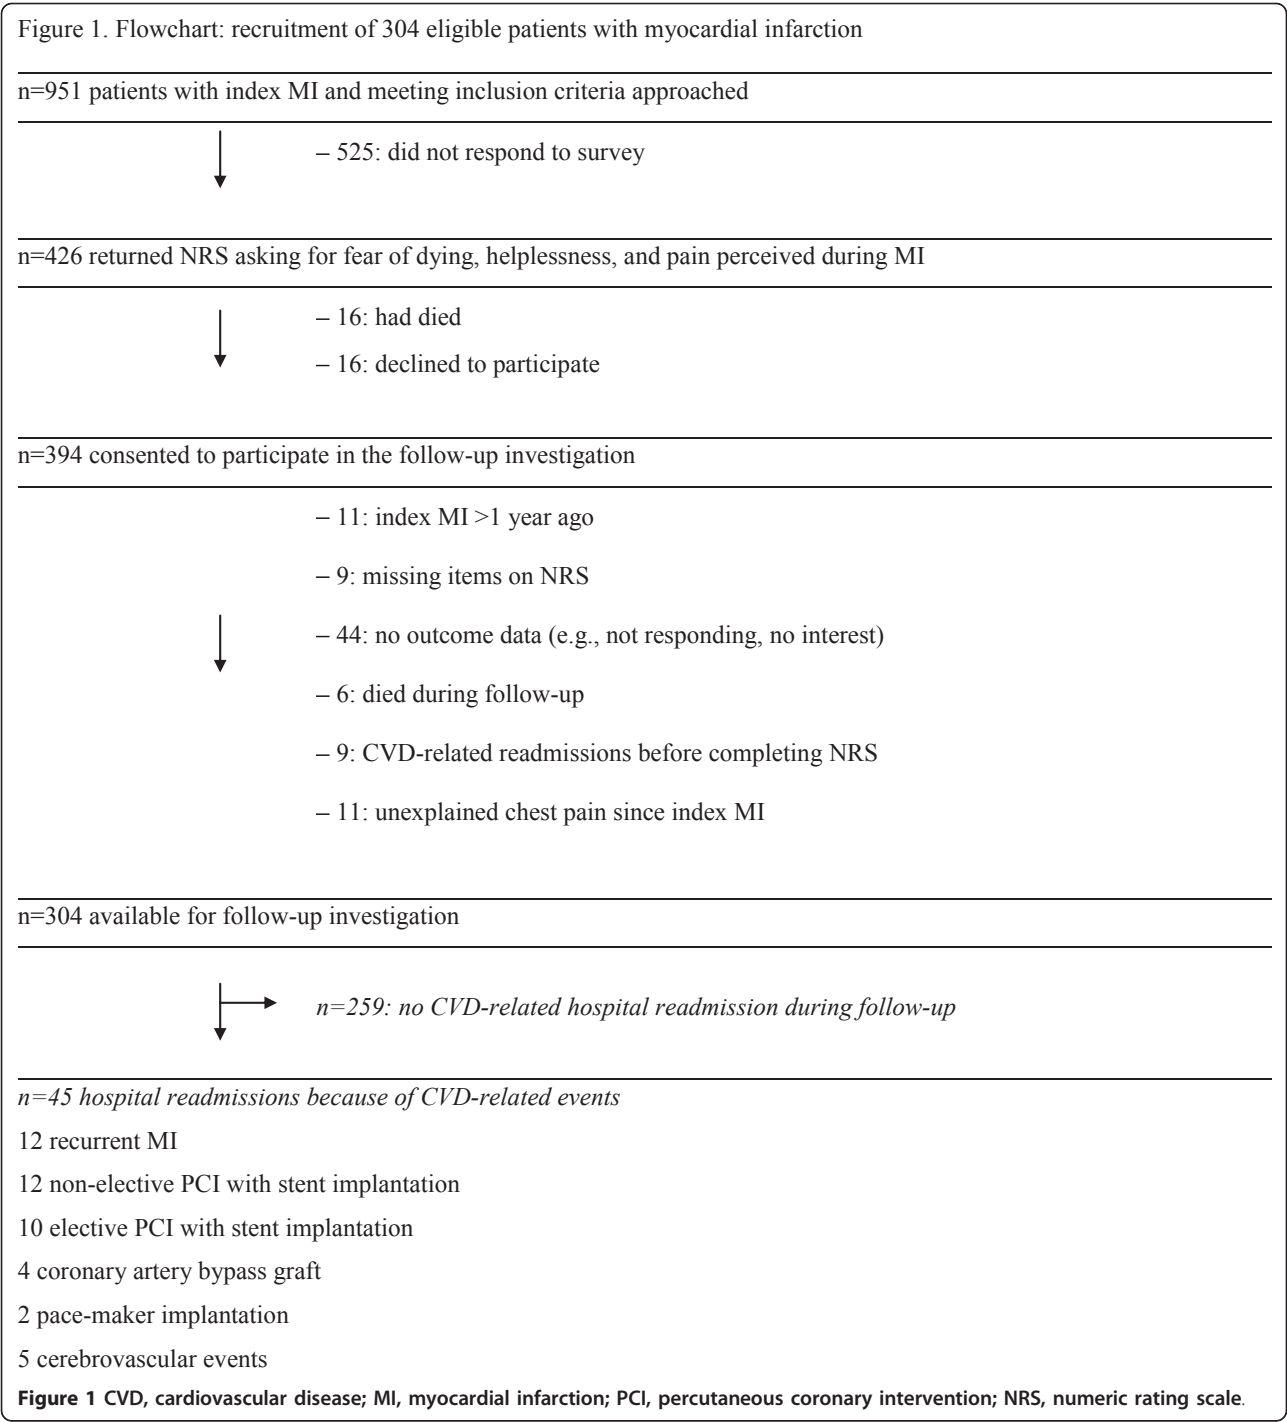 Figure 1. Flowchart: recruitment of 304 eligible patients with myocardial infarction
n=951 patients with index MI and meeting inclusion criteria approached
– 525: did not respond to survey
n=426 returned NRS asking for fear of dying, helplessness, and pain perceived during MI
– 16: had died
– 16: declined to participate
n=394 consented to participate in the follow-up investigation
– 11: index MI >1 year ago
– 9: missing items on NRS
– 44: no outcome data (e.g., not responding, no interest)
– 6: died during follow-up
– 9: CVD-related readmissions before completing NRS
– 11: unexplained chest pain since index MI
n=304 available for follow-up investigation
n=259: no CVD-related hospital readmission during follow-up
n=45 hospital readmissions because of CVD-related events
12 recurrent MI
12 non-elective PCI with stent implantation
10 elective PCI with stent implantation
4 coronary artery bypass graft
2 pace-maker implantation
5 cerebrovascular events
Figure 1 CVD, cardiovascular disease; MI, myocardial infarction; PCI, percutaneous coronary intervention; NRS, numeric rating scale.